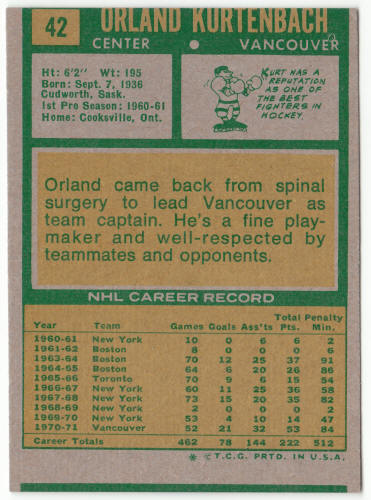 42
ORLAND KURTENBACH
CENTER • VANCOUVER
Ht: 6'2" Wt: 195
Born: Sept. 7, 1936
Cudworth, Sask.
1st Pro Season: 1960-61
Home: Cooksville, Ont.
KURT HAS A
REPUTATION
AS ONE OF
THE BEST
FIGHTERS IN
HOCKEY.
Orland came back from spinal
surgery to lead Vancouver as
team captain. He's a fine play-
maker and well-respected by
teammates and opponents.
NHL CAREER RECORD
Year Team Games Goals Ass'ts Total Pts. Penalty Min.
1960-61 New York 10 0 6 6 2
1961-62 Boston 8 0 0 0 6
1963-64 Boston 70 12 25 37 91
1964-65 Boston 64 6 20 26 86
1965-66 Toronto 70 9 6 15 54
1966-67 New York 60 11 25 36 58
1967-68 New York 73 15 20 35 82
1968-69 New York 2 0 0 0 2
1969-70 New York 53 4 10 14 47
1970-71 Vancouver 52 21 32 53 84
Career Totals 462 78 144 222 512
* © T.C.G. PRTD. IN U.S.A.